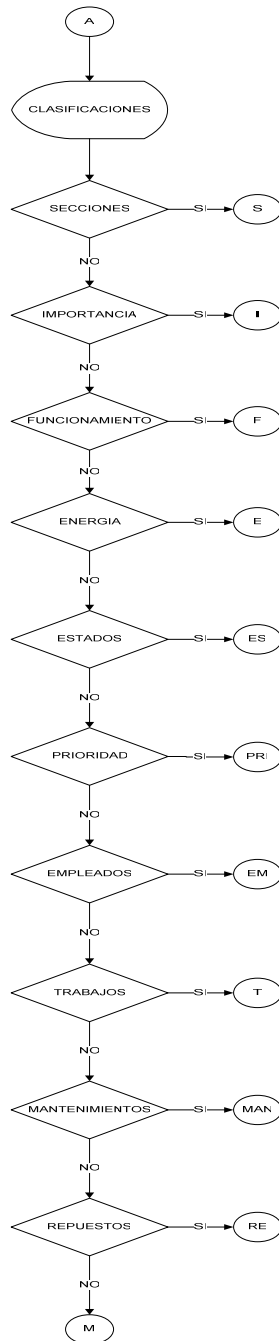 A
CLASIFICACIONES
SECCIONES
SI
S
NO
IMPORTANCIA
SI
I
NO
FUNCIONAMIENTO
SI
F
NO
ENERGIA
SI
E
NO
ESTADOS
SI
ES
NO
PRIORIDAD
SI
PRI
NO
EMPLEADOS
SI
EM
NO
TRABAJOS
SI
T
NO
MANTENIMIENTOS
SI
MAN
NO
REPUESTOS
SI
RE
NO
M